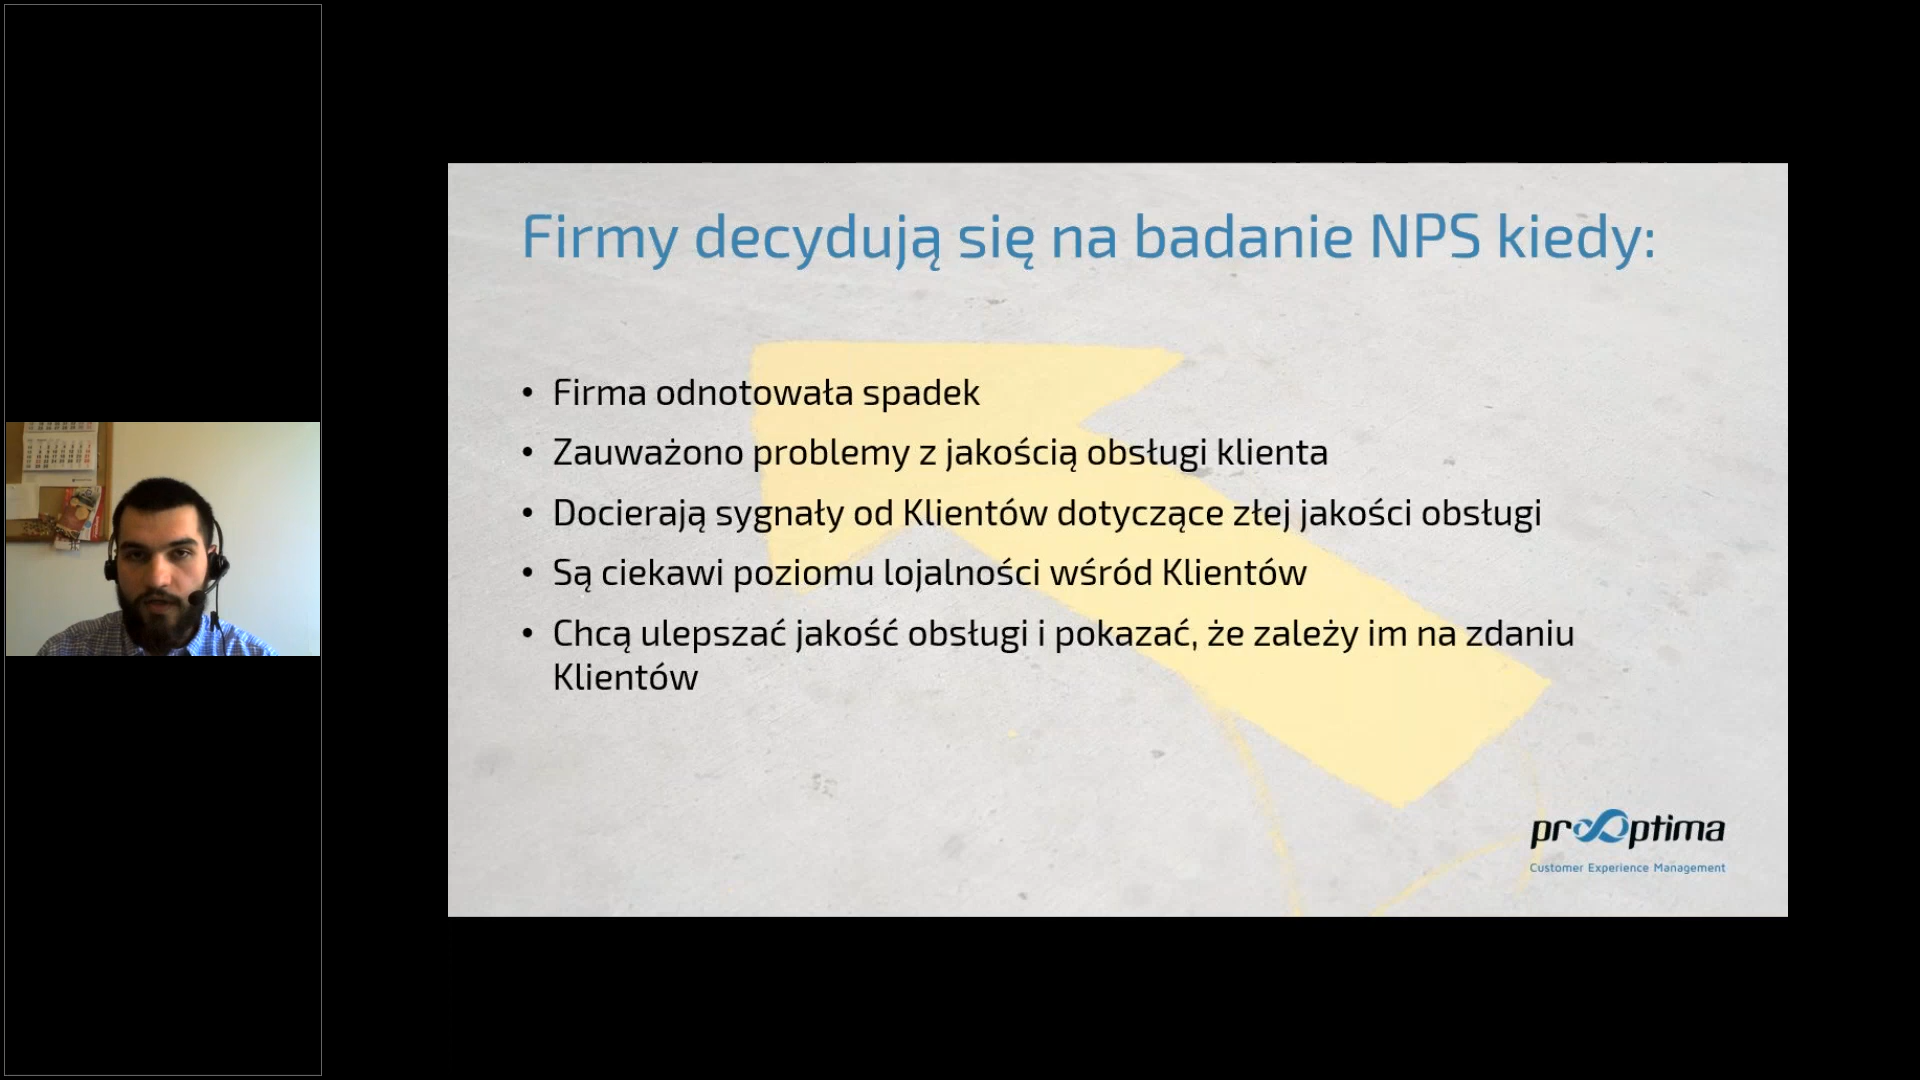 Firmy decydują się na badanie NPS kiedy:
• Firma odnotowała spadek
• Zauważono problemy z jakością obsługi klienta
• Docierają sygnały od Klientów dotyczące złej jakości obsługi
• Są ciekawi poziomu lojalności wśród Klientów
• Chcą ulepszać jakość obsługi i pokazać, że zależy im na zdaniu
Klientów
prooptima
Customer Experience Management